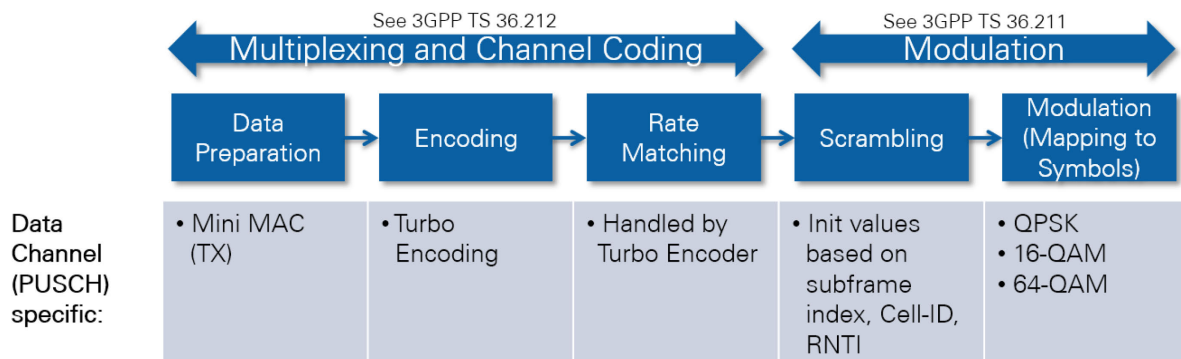 See 3GPP TS 36.212
See 3GPP TS 36.211
Multiplexing and Channel Coding
Modulation
Data
Preparation
Encoding
Rate
Matching
Scrambling
Modulation
(Mapping to
Symbols)
Data
Channel
(PUSCH)
specific:
• Mini MAC
(TX)
• Turbo
Encoding
• Handled by
Turbo Encoder
• Init values
based on
subframe
index, Cell-ID,
RNTI
• QPSK
• 16-QAM
• 64-QAM